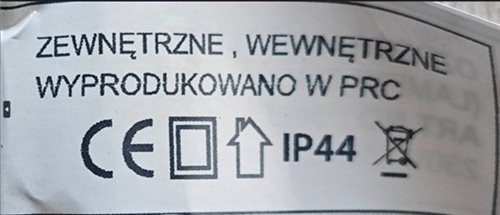 ZEWNĘTRZNE , WEWNĘTRZNE
WYPRODUKOWANO W PRC
CE IP44